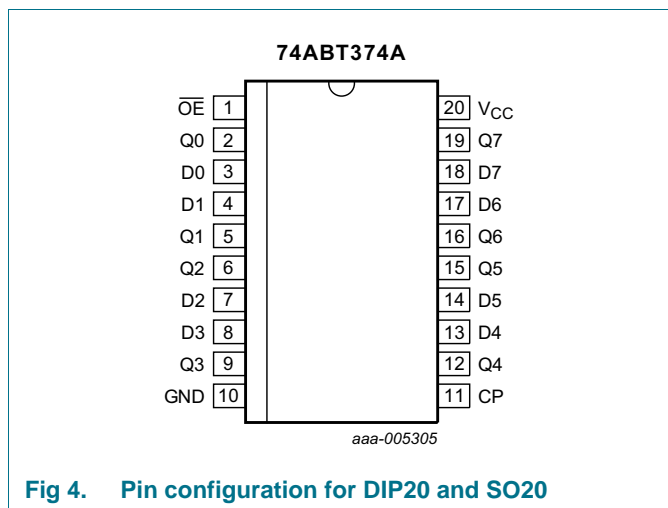 74ABT374A
OE 1 20 VCC
Q0 2 19 Q7
D0 3 18 D7
D1 4 17 D6
Q1 5 16 Q6
Q2 6 15 Q5
D2 7 14 D5
D3 8 13 D4
Q3 9 12 Q4
GND 10 11 CP
aaa-005305
Fig 4. Pin configuration for DIP20 and SO20